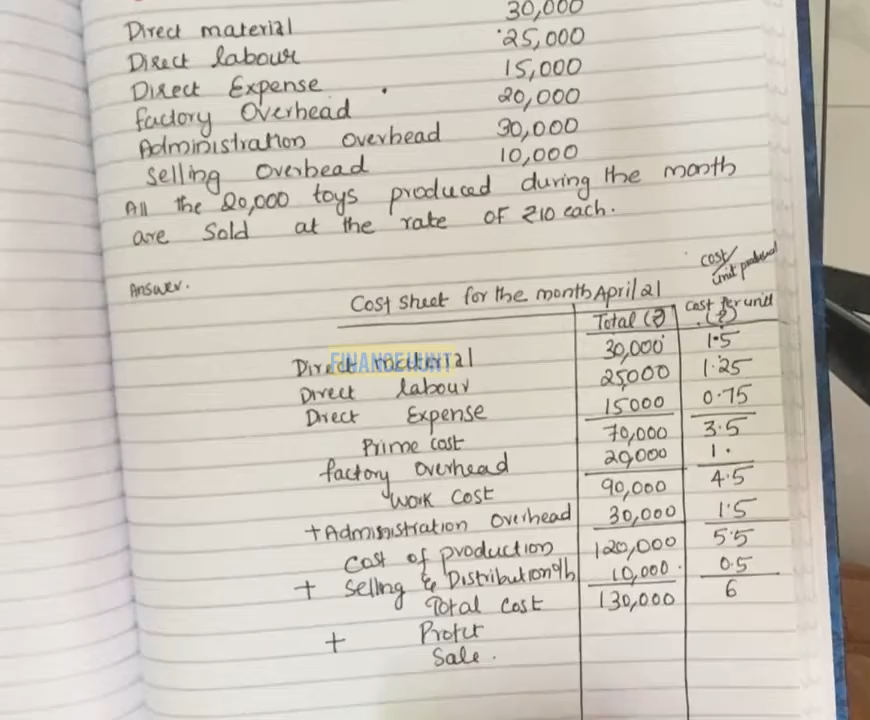 30,000
Direct material 25,000
Direct labour 15,000
Direct Expense 20,000
factory Overhead 30,000
Administration overhead 10,000
Selling Overhead
All the 20,000 toys produced during the month
are sold at the rate OF ₹10 each.
Answer.
cost/
unit produced
Cost sheet for the month April 21
Total (₹) cost per unit
(₹)
Direct material 30,000 1.5
FINANCEHUNT
Direct labour 25000 1.25
Direct Expense 15000 0.75
Prime cost 70,000 3.5
factory overhead 20,000 1.
Work Cost 90,000 4.5
+ Administration Overhead 30,000 1.5
Cost of production 120,000 5.5
+ Selling & Distribution o/h 10,000 0.5
Total cost 130,000 6
+ Profit
Sale.